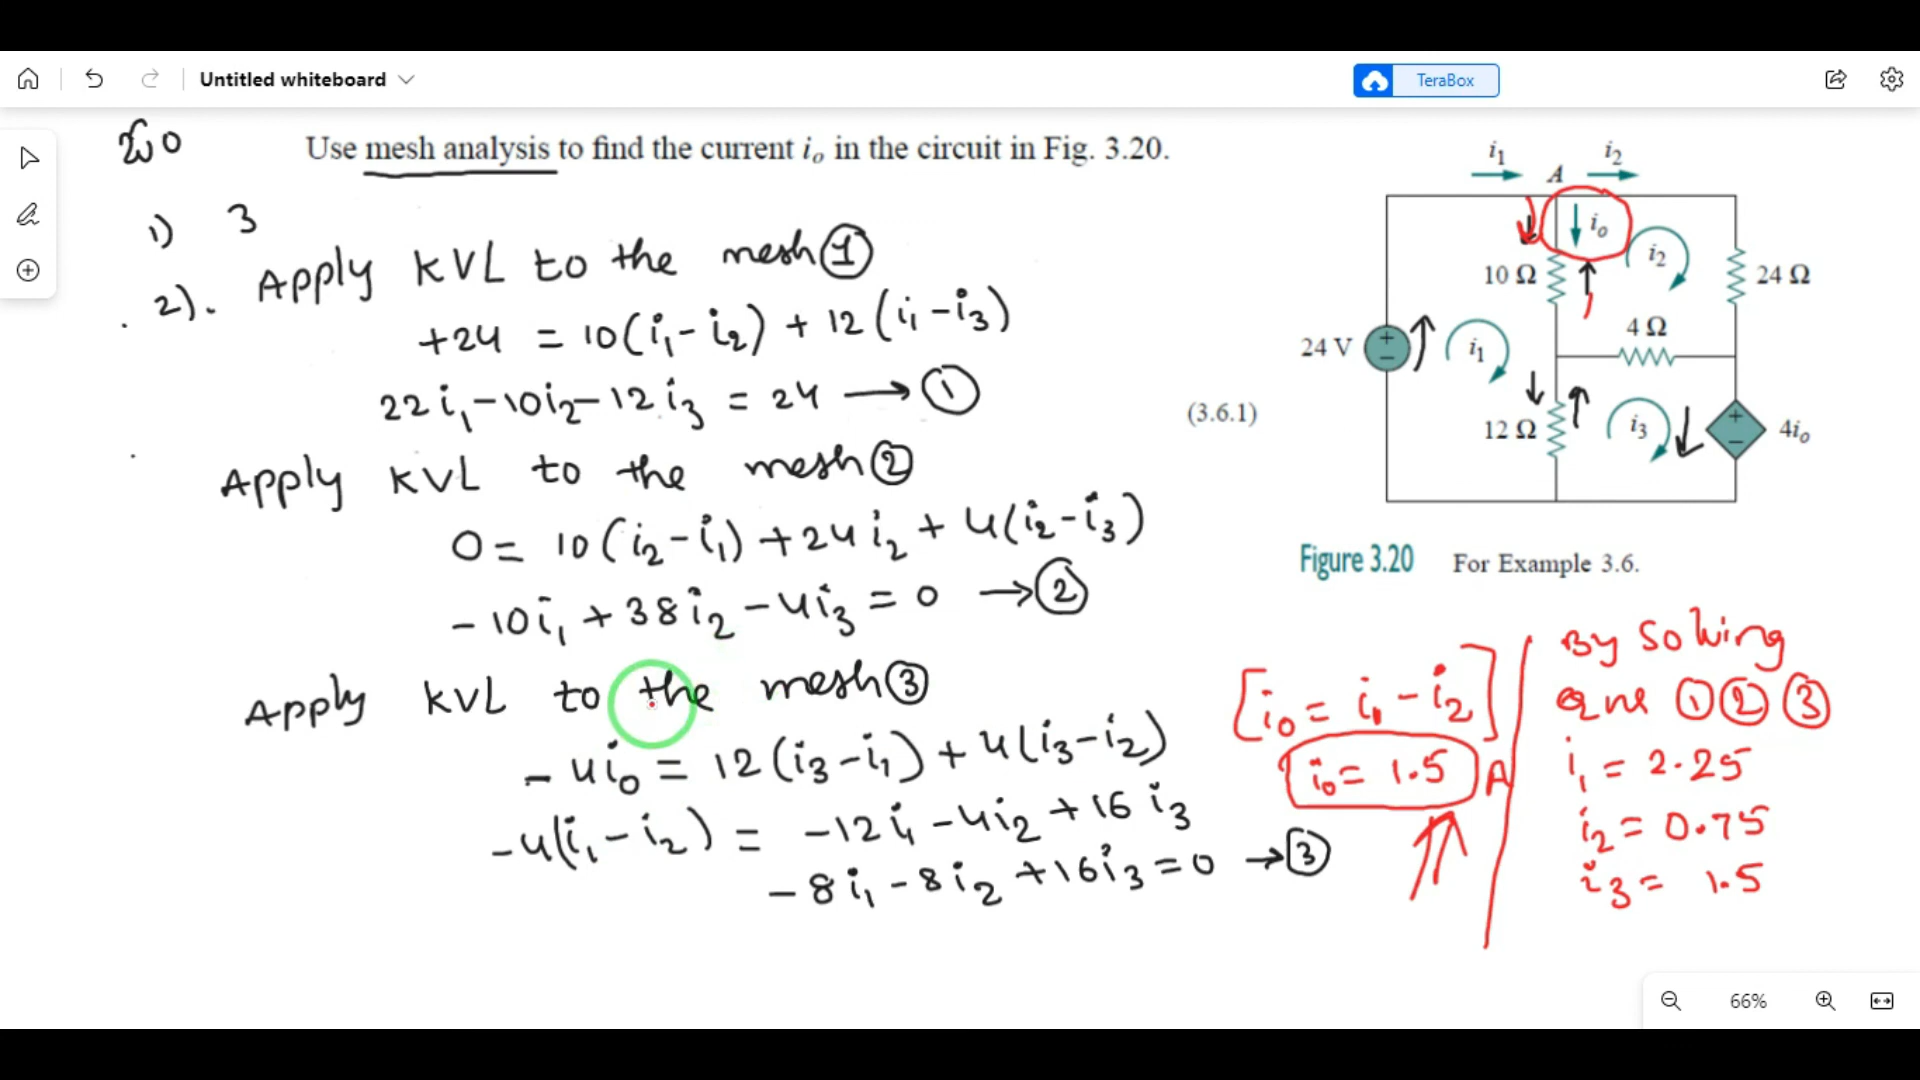 Untitled whiteboard
TeraBox
Use mesh analysis to find the current iₒ in the circuit in Fig. 3.20.
1) 3
2). Apply KVL to the mesh ①
+24 = 10(i₁-i₂) + 12(i₁-i₃)
22i₁-10i₂-12i₃ = 24 → ①
Apply KVL to the mesh ②
0 = 10(i₂-i₁) + 24i₂ + 4(i₂-i₃)
-10i₁ + 38i₂ - 4i₃ = 0 → ②
Apply KVL to the mesh ③
-4i₀ = 12(i₃-i₁) + 4(i₃-i₂)
-4(i₁-i₂) = -12i₁ - 4i₂ + 16i₃
-8i₁ - 8i₂ + 16i₃ = 0 → ③
(3.6.1)
i₁ A i₂
iₒ
i₂
10 Ω
24 Ω
4 Ω
24 V
+
−
i₁
12 Ω
i₃
+
−
4iₒ
Figure 3.20 For Example 3.6.
[i₀ = i₁ - i₂]
i₀ = 1.5 A
By solving
eqns ① ② ③
i₁ = 2.25
i₂ = 0.75
i₃ = 1.5
66%